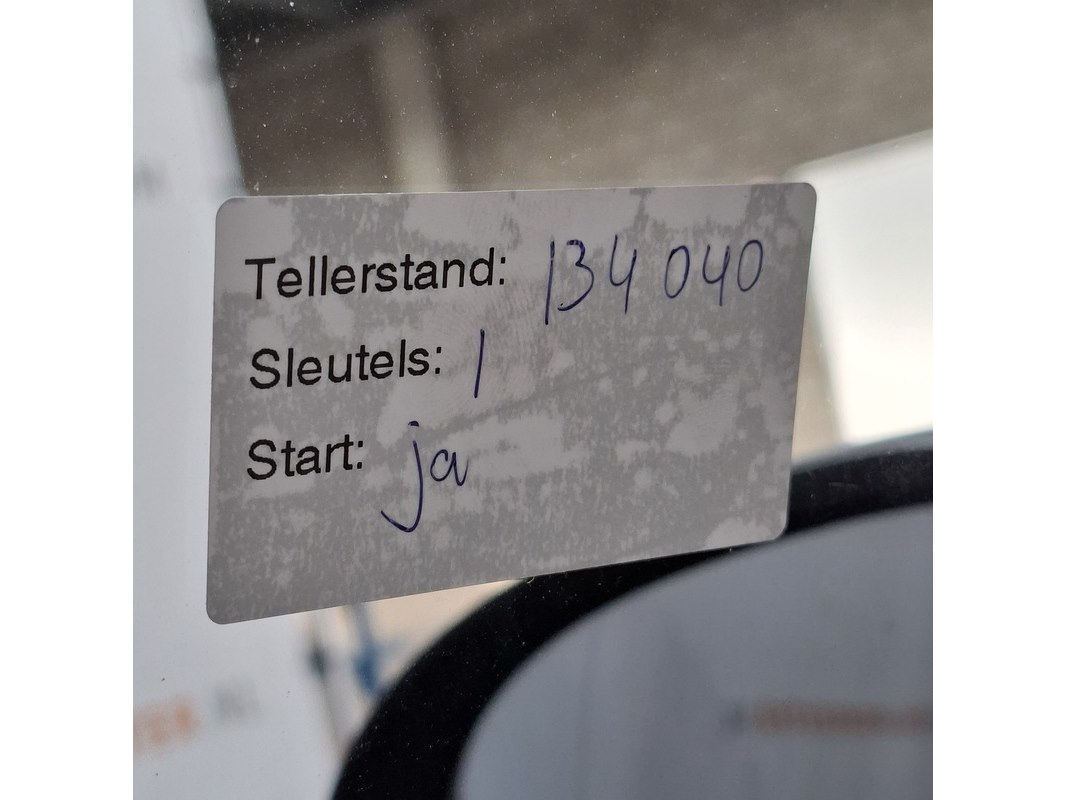 Tellerstand: 134 040
Sleutels: 1
Start: ja